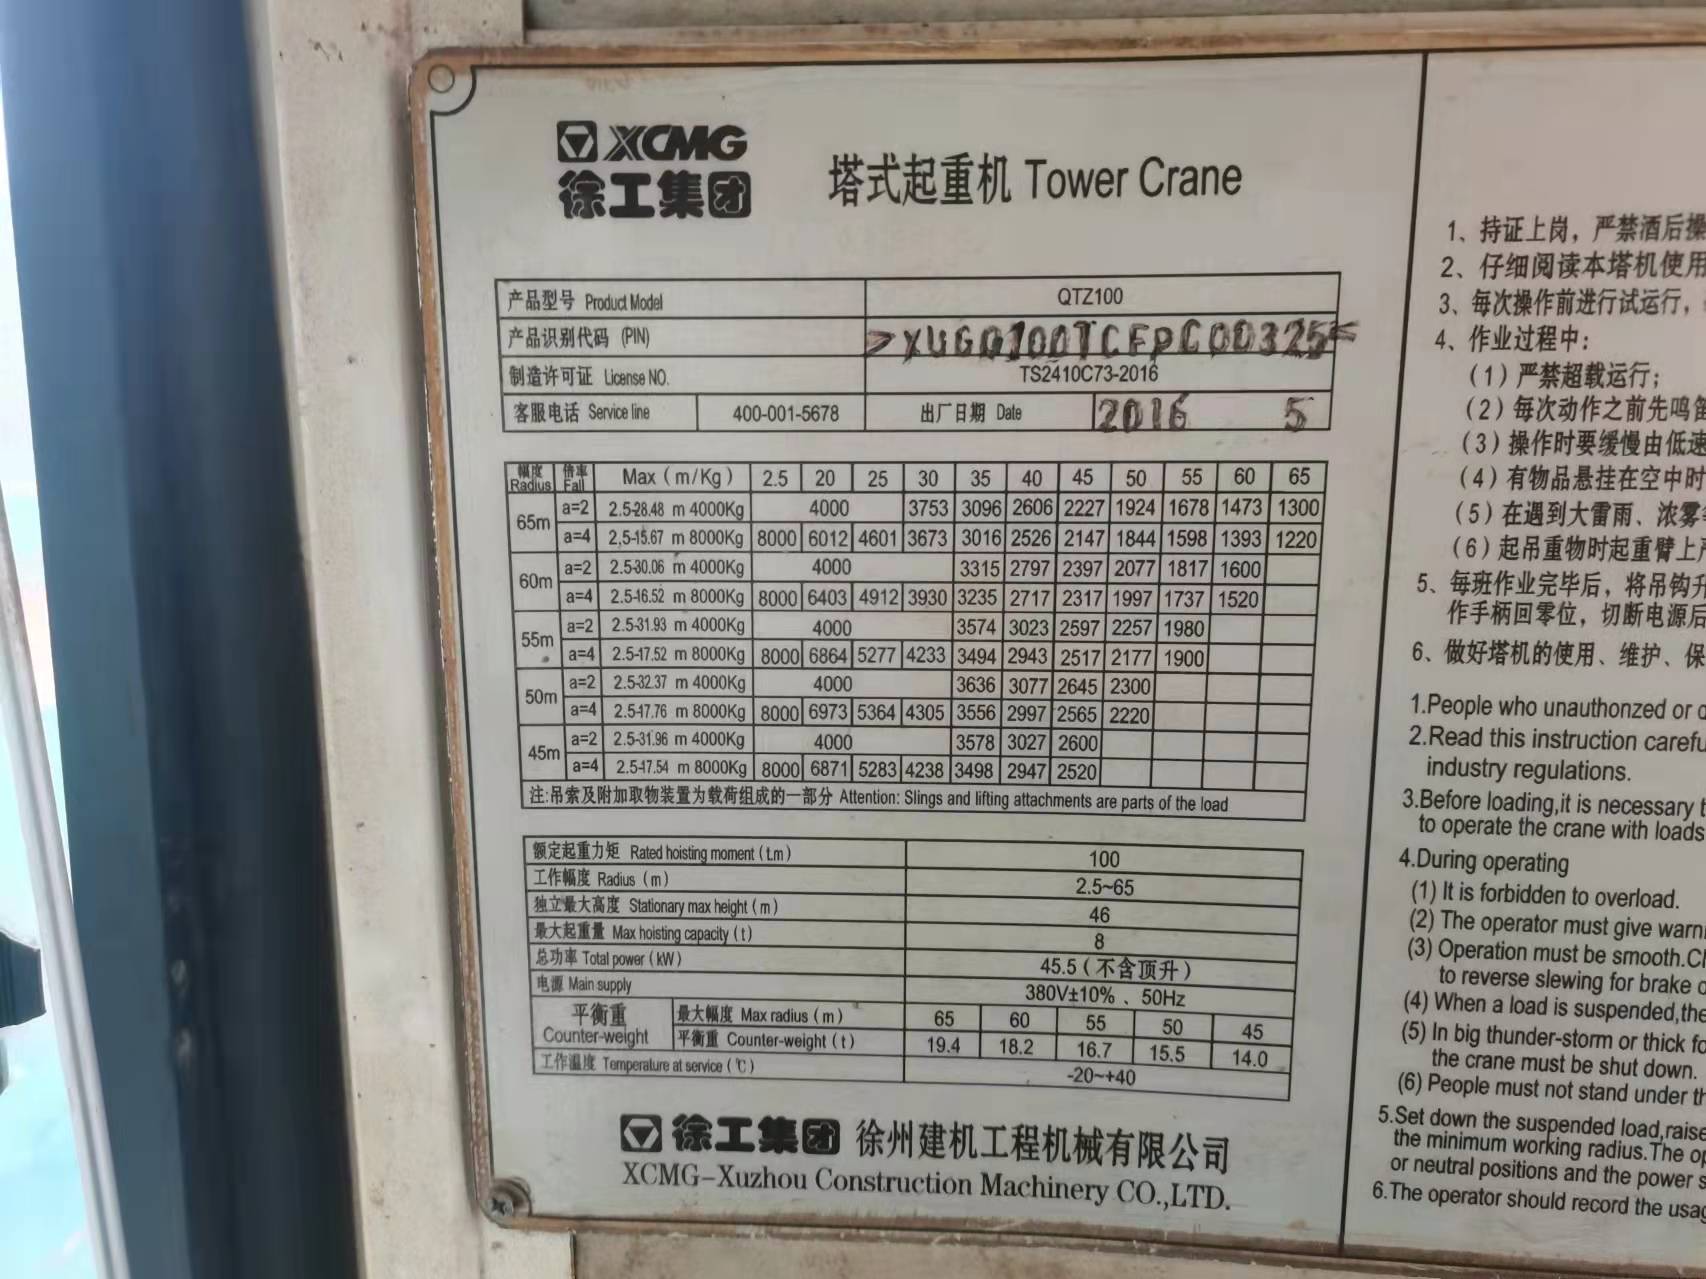 XCMG
徐工集团
塔式起重机 Tower Crane
产品型号 Product Model QTZ100
产品识别代码 (PIN) >XUG0100TCFPC00325<
制造许可证 License NO. TS2410C73-2016
客服电话 Service line 400-001-5678 出厂日期 Date 2016 5
幅度 Radius 倍率 Fall Max (m/Kg) 2.5 20 25 30 35 40 45 50 55 60 65
65m a=2 2.5-28.48 m 4000Kg 4000 3753 3096 2606 2227 1924 1678 1473 1300
a=4 2.5-15.67 m 8000Kg 8000 6012 4601 3673 3016 2526 2147 1844 1598 1393 1220
60m a=2 2.5-30.06 m 4000Kg 4000 3315 2797 2397 2077 1817 1600
a=4 2.5-16.52 m 8000Kg 8000 6403 4912 3930 3235 2717 2317 1997 1737 1520
55m a=2 2.5-31.93 m 4000Kg 4000 3574 3023 2597 2257 1980
a=4 2.5-17.52 m 8000Kg 8000 6864 5277 4233 3494 2943 2517 2177 1900
50m a=2 2.5-32.37 m 4000Kg 4000 3636 3077 2645 2300
a=4 2.5-17.76 m 8000Kg 8000 6973 5364 4305 3556 2997 2565 2220
45m a=2 2.5-31.96 m 4000Kg 4000 3578 3027 2600
a=4 2.5-17.54 m 8000Kg 8000 6871 5283 4238 3498 2947 2520
注:吊索及附加取物装置为载荷组成的一部分 Attention: Slings and lifting attachments are parts of the load
额定起重力矩 Rated hoisting moment (t.m) 100
工作幅度 Radius (m) 2.5~65
独立最大高度 Stationary max height (m) 46
最大起重量 Max hoisting capacity (t) 8
总功率 Total power (kW) 45.5 (不含顶升)
电源 Main supply 380V±10% 、50Hz
平衡重 Counter-weight 最大幅度 Max radius (m) 65 60 55 50 45
平衡重 Counter-weight (t) 19.4 18.2 16.7 15.5 14.0
工作温度 Temperature at service (℃) -20~+40
徐工集团 徐州建机工程机械有限公司
XCMG-Xuzhou Construction Machinery CO.,LTD.
1、持证上岗，严禁酒后操
2、仔细阅读本塔机使用
3、每次操作前进行试运行，
4、作业过程中:
(1) 严禁超载运行;
(2) 每次动作之前先鸣笛
(3) 操作时要缓慢由低速
(4) 有物品悬挂在空中时
(5) 在遇到大雷雨、浓雾
(6) 起吊重物时起重臂上
5、每班作业完毕后，将吊钩升
作手柄回零位，切断电源后
6、做好塔机的使用、维护、保
1.People who unauthonzed or
2.Read this instruction carefu
industry regulations.
3.Before loading,it is necessary t
to operate the crane with loads
4.During operating
(1) It is forbidden to overload.
(2) The operator must give warni
(3) Operation must be smooth.Cl
to reverse slewing for brake o
(4) When a load is suspended,the
(5) In big thunder-storm or thick fo
the crane must be shut down.
(6) People must not stand under th
5.Set down the suspended load,raise
the minimum working radius.The op
or neutral positions and the power s
6.The operator should record the usag